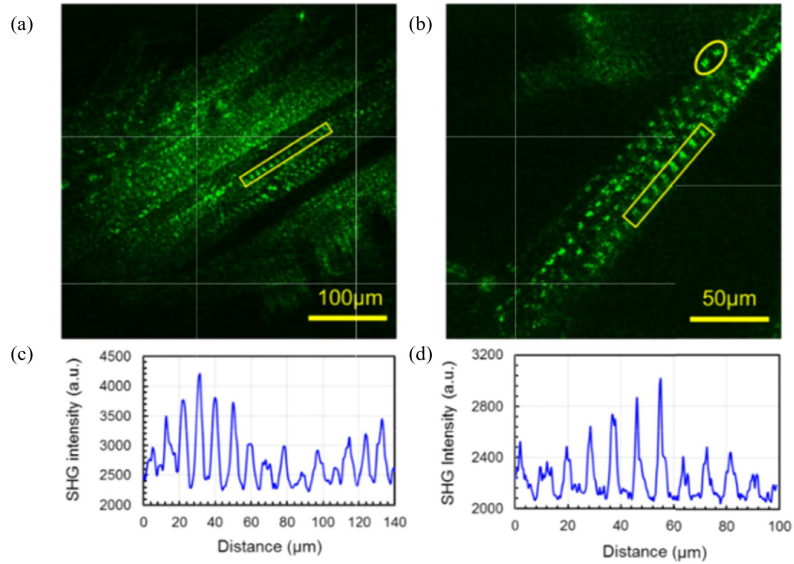 (a)
(b)
100μm
50μm
(c)
(d)
4500
4000
3500
3000
2500
2000
SHG intensity (a.u.)
0 20 40 60 80 100 120 140
Distance (μm)
3200
2800
2400
2000
SHG Intensity (a.u.)
0 20 40 60 80 100
Distance (μm)